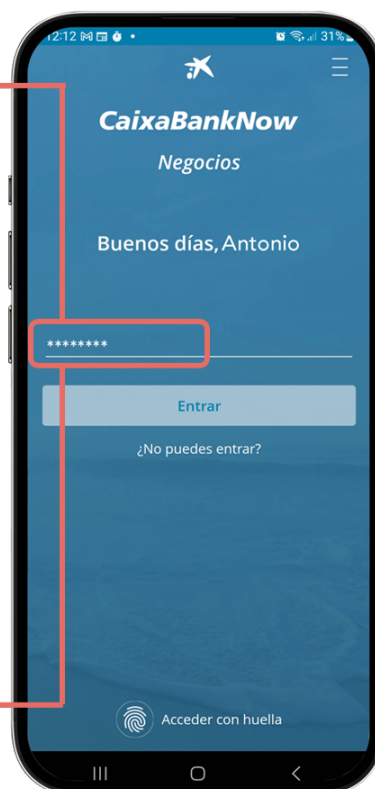 12:12
31%
CaixaBankNow
Negocios
Buenos días, Antonio
********
Entrar
¿No puedes entrar?
Acceder con huella